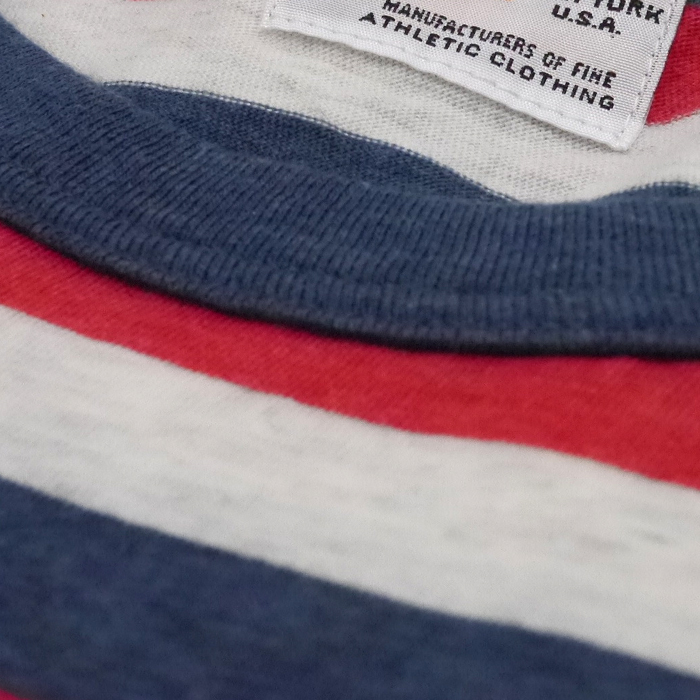 YORK
U.S.A.
MANUFACTURERS OF FINE
ATHLETIC CLOTHING